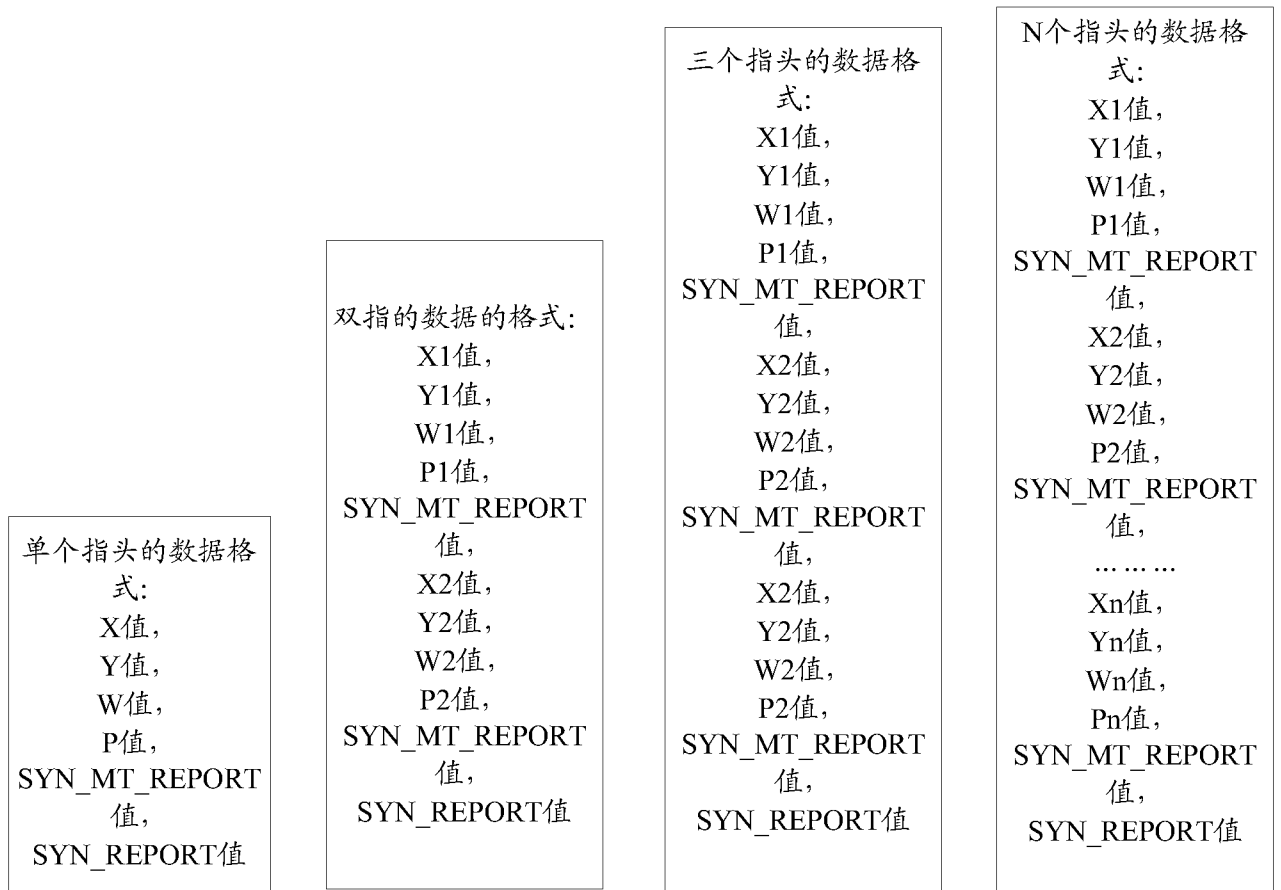 单个指头的数据格
式:
X值,
Y值,
W值,
P值,
SYN_MT_REPORT
值,
SYN_REPORT值
双指的数据的格式:
X1值,
Y1值,
W1值,
P1值,
SYN_MT_REPORT
值,
X2值,
Y2值,
W2值,
P2值,
SYN_MT_REPORT
值,
SYN_REPORT值
三个指头的数据格
式:
X1值,
Y1值,
W1值,
P1值,
SYN_MT_REPORT
值,
X2值,
Y2值,
W2值,
P2值,
SYN_MT_REPORT
值,
X2值,
Y2值,
W2值,
P2值,
SYN_MT_REPORT
值,
SYN_REPORT值
N个指头的数据格
式:
X1值,
Y1值,
W1值,
P1值,
SYN_MT_REPORT
值,
X2值,
Y2值,
W2值,
P2值,
SYN_MT_REPORT
值,
………
Xn值,
Yn值,
Wn值,
Pn值,
SYN_MT_REPORT
值,
SYN_REPORT值